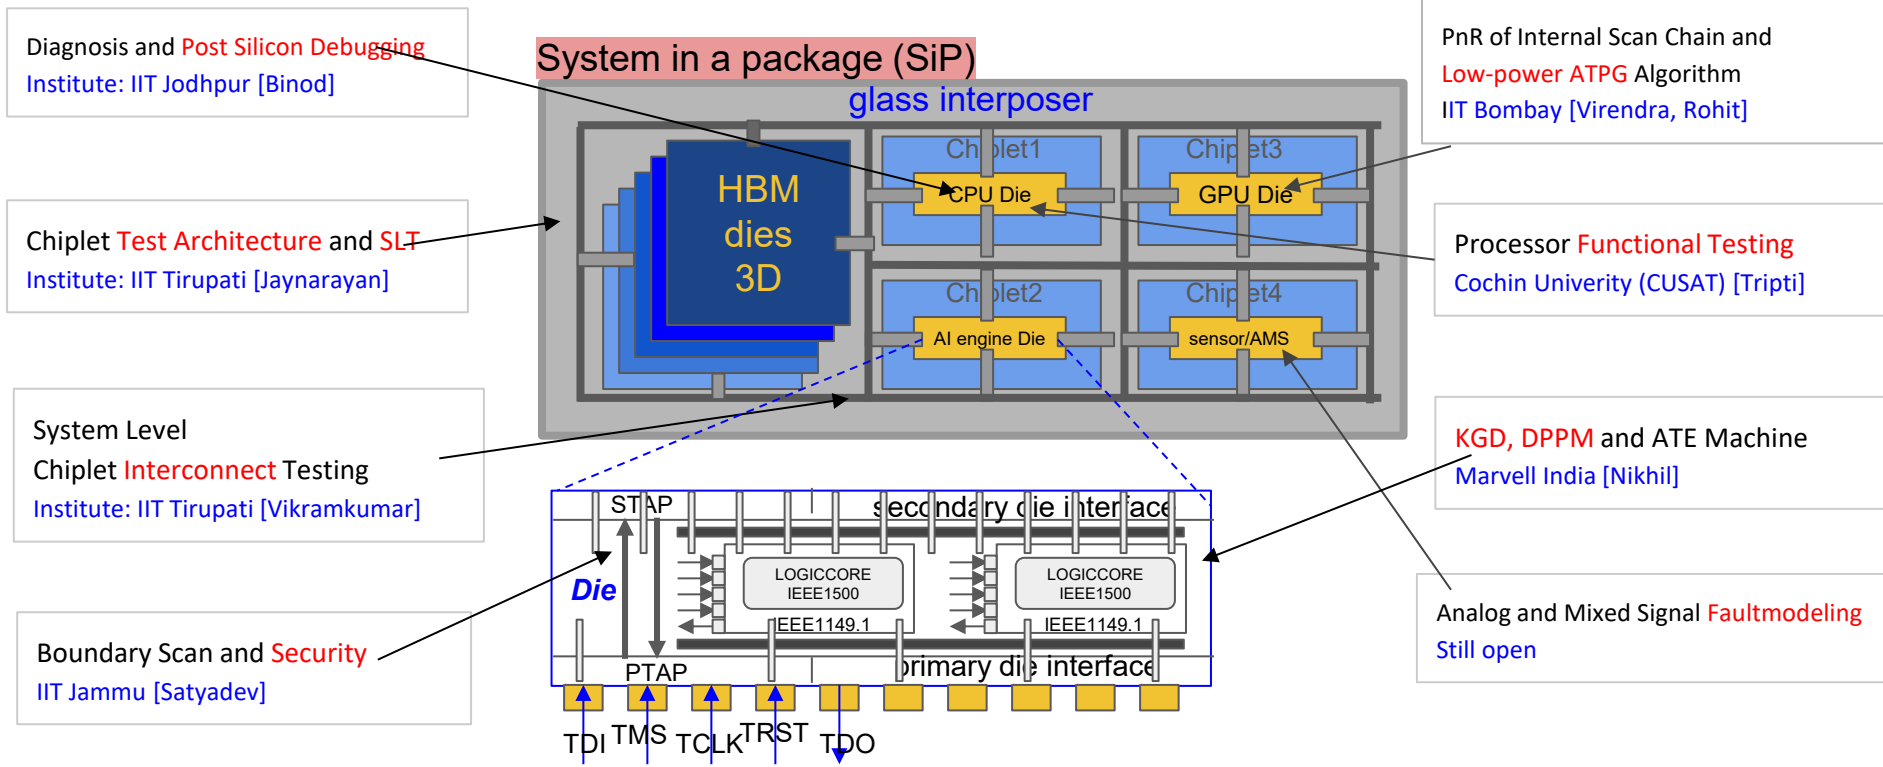 Diagnosis and Post Silicon Debugging
Institute: IIT Jodhpur [Binod]
Chiplet Test Architecture and SLT
Institute: IIT Tirupati [Jaynarayan]
System Level
Chiplet Interconnect Testing
Institute: IIT Tirupati [Vikramkumar]
Boundary Scan and Security
IIT Jammu [Satyadev]
System in a package (SiP)
glass interposer
HBM
dies
3D
Chiplet1
CPU Die
Chiplet3
GPU Die
Chiplet2
AI engine Die
Chiplet4
sensor/AMS
STAP
secondary die interface
Die
LOGICCORE
IEEE1500
IEEE1149.1
LOGICCORE
IEEE1500
IEEE1149.1
PTAP
primary die interface
TDI
TMS
TCLK
TRST
TDO
PnR of Internal Scan Chain and
Low-power ATPG Algorithm
IIT Bombay [Virendra, Rohit]
Processor Functional Testing
Cochin Univerity (CUSAT) [Tripti]
KGD, DPPM and ATE Machine
Marvell India [Nikhil]
Analog and Mixed Signal Faultmodeling
Still open